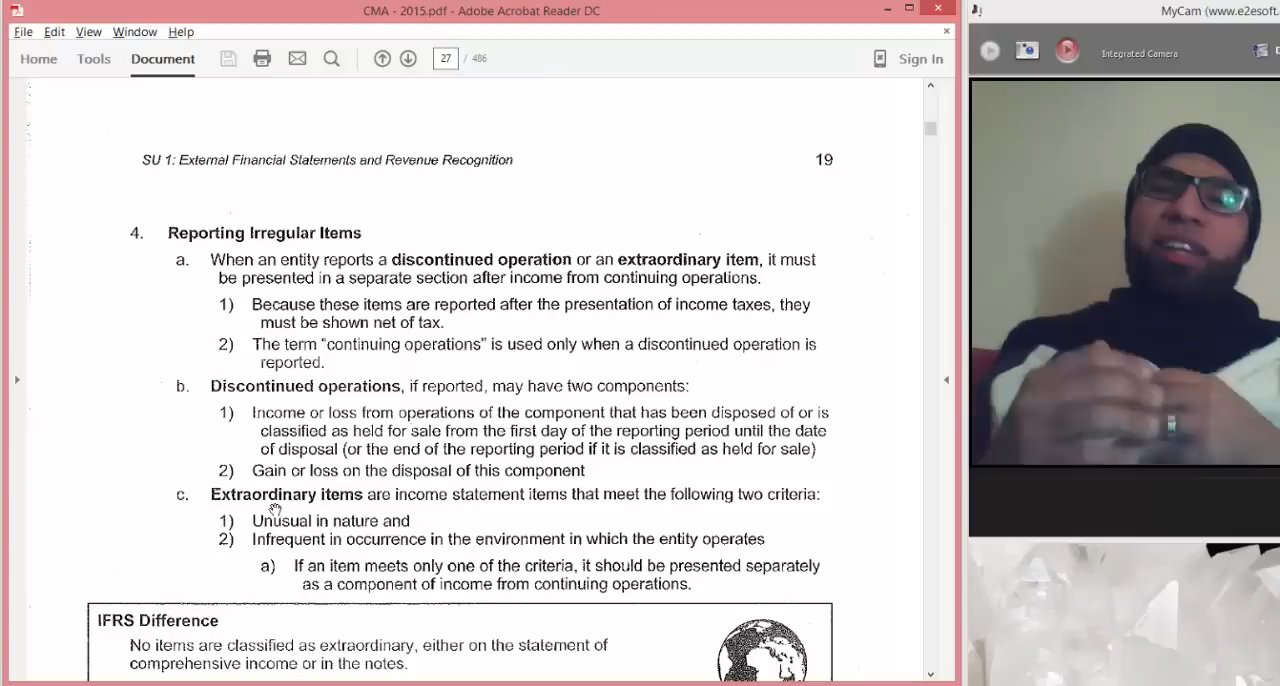 CMA - 2015.pdf - Adobe Acrobat Reader DC
MyCam (www.e2esoft.
File Edit View Window Help
Home Tools Document 27 / 486 Sign In
Integrated Camera
SU 1: External Financial Statements and Revenue Recognition 19
4. Reporting Irregular Items
a. When an entity reports a discontinued operation or an extraordinary item, it must
be presented in a separate section after income from continuing operations.
1) Because these items are reported after the presentation of income taxes, they
must be shown net of tax.
2) The term "continuing operations" is used only when a discontinued operation is
reported.
b. Discontinued operations, if reported, may have two components:
1) Income or loss from operations of the component that has been disposed of or is
classified as held for sale from the first day of the reporting period until the date
of disposal (or the end of the reporting period if it is classified as held for sale)
2) Gain or loss on the disposal of this component
c. Extraordinary items are income statement items that meet the following two criteria:
1) Unusual in nature and
2) Infrequent in occurrence in the environment in which the entity operates
a) If an item meets only one of the criteria, it should be presented separately
as a component of income from continuing operations.
IFRS Difference
No items are classified as extraordinary, either on the statement of
comprehensive income or in the notes.